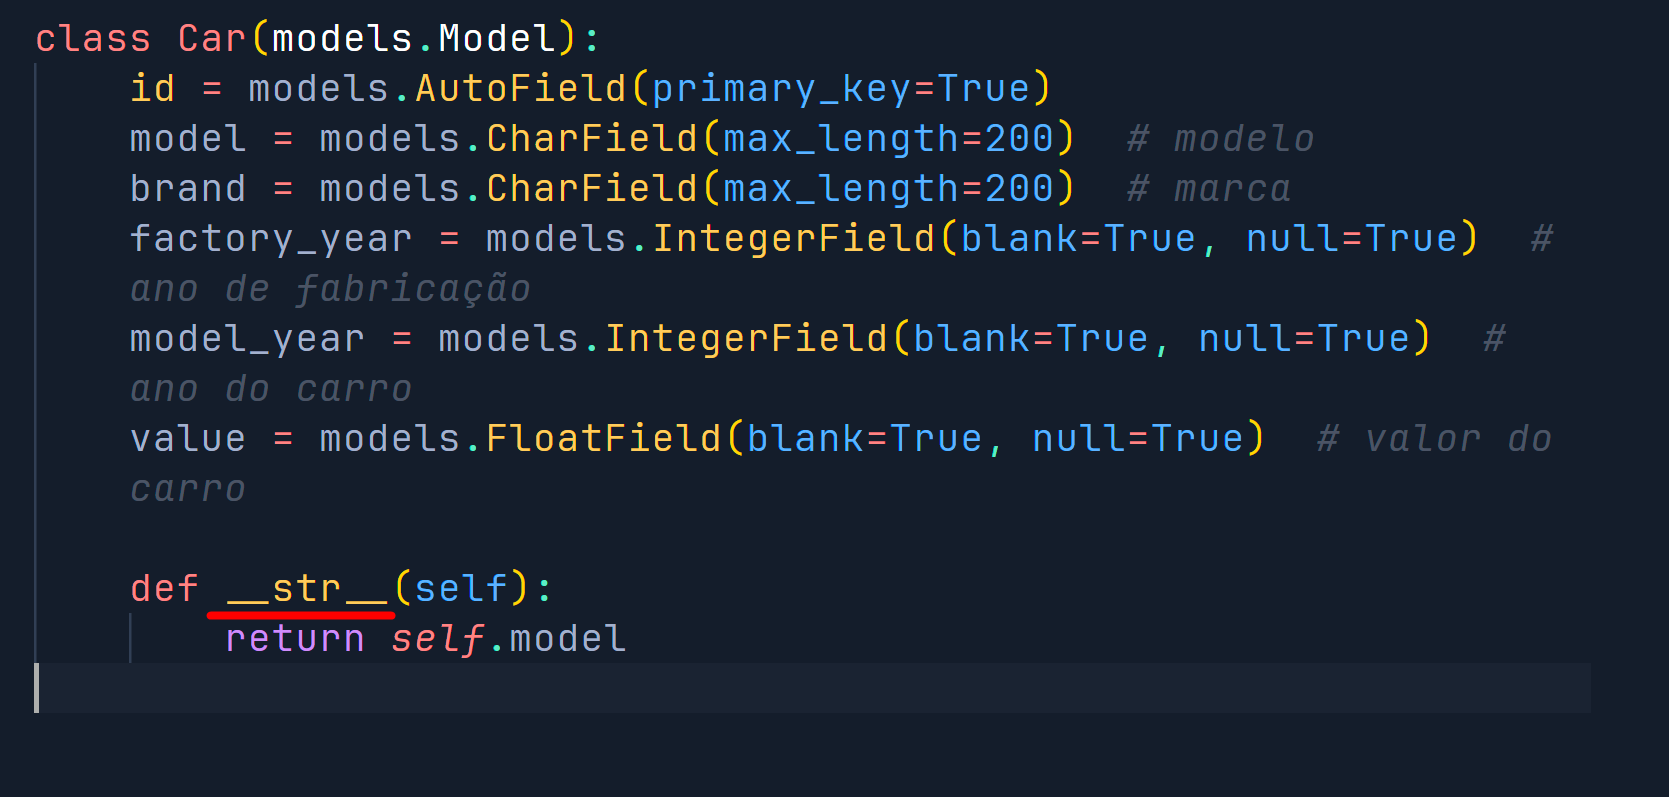 class Car(models.Model):
id = models.AutoField(primary_key=True)
model = models.CharField(max_length=200)  # modelo
brand = models.CharField(max_length=200)  # marca
factory_year = models.IntegerField(blank=True, null=True)  #
ano de fabricação
model_year = models.IntegerField(blank=True, null=True)  #
ano do carro
value = models.FloatField(blank=True, null=True)  # valor do
carro
def __str__(self):
return self.model